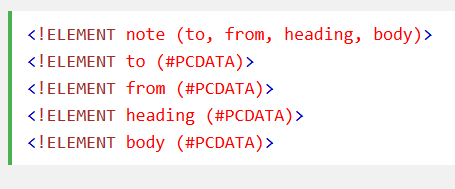 <!ELEMENT note (to, from, heading, body)>
<!ELEMENT to (#PCDATA)>
<!ELEMENT from (#PCDATA)>
<!ELEMENT heading (#PCDATA)>
<!ELEMENT body (#PCDATA)>